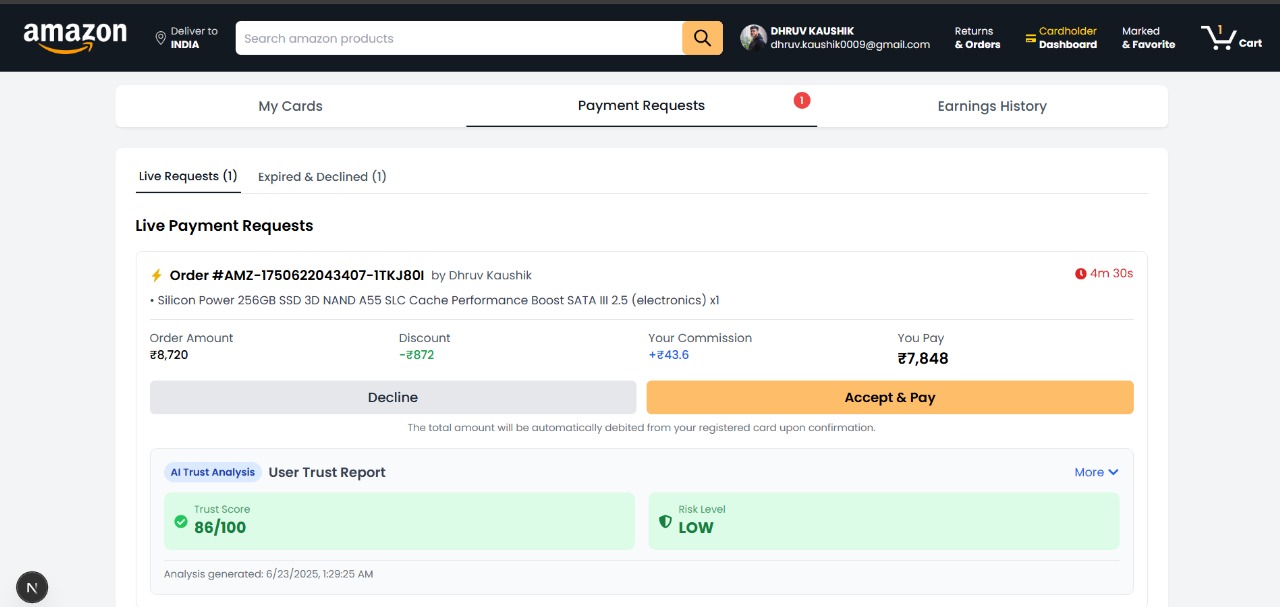 amazon
Deliver to
INDIA
Search amazon products
DHRUV KAUSHIK
dhruv.kaushik0009@gmail.com
Returns
& Orders
Cardholder
Dashboard
Marked
& Favorite
1
Cart
My Cards
Payment Requests
1
Earnings History
Live Requests (1)
Expired & Declined (1)
Live Payment Requests
Order #AMZ-1750622043407-1TKJ80I by Dhruv Kaushik
4m 30s
• Silicon Power 256GB SSD 3D NAND A55 SLC Cache Performance Boost SATA III 2.5 (electronics) x1
Order Amount
₹8,720
Discount
-₹872
Your Commission
+₹43.6
You Pay
₹7,848
Decline
Accept & Pay
The total amount will be automatically debited from your registered card upon confirmation.
AI Trust Analysis
User Trust Report
More
Trust Score
86/100
Risk Level
LOW
Analysis generated: 6/23/2025, 1:29:25 AM
N